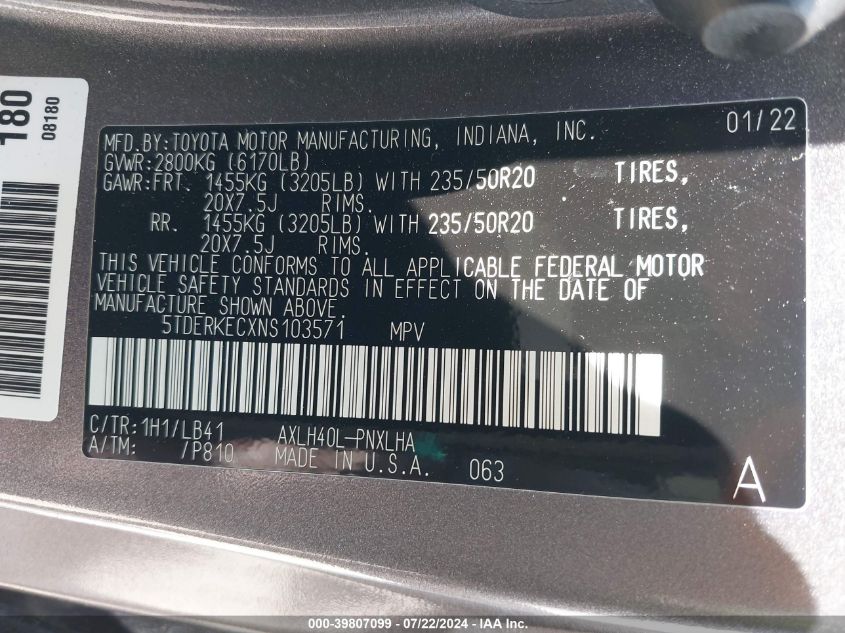 180
08180
MFD.BY:TOYOTA MOTOR MANUFACTURING, INDIANA, INC. 01/22
GVWR:2800KG (6170LB)
GAWR:FRT. 1455KG (3205LB) WITH 235/50R20 TIRES,
20X7.5J RIMS.
RR. 1455KG (3205LB) WITH 235/50R20 TIRES,
20X7.5J RIMS.
THIS VEHICLE CONFORMS TO ALL APPLICABLE FEDERAL MOTOR
VEHICLE SAFETY STANDARDS IN EFFECT ON THE DATE OF
MANUFACTURE SHOWN ABOVE.
5TDERKECXNS103571 MPV
C/TR:1H1/LB41 AXLH40L-PNXLHA
A/TM: /P810 MADE IN U.S.A. 063
A
000-39807099 - 07/22/2024 - IAA Inc.